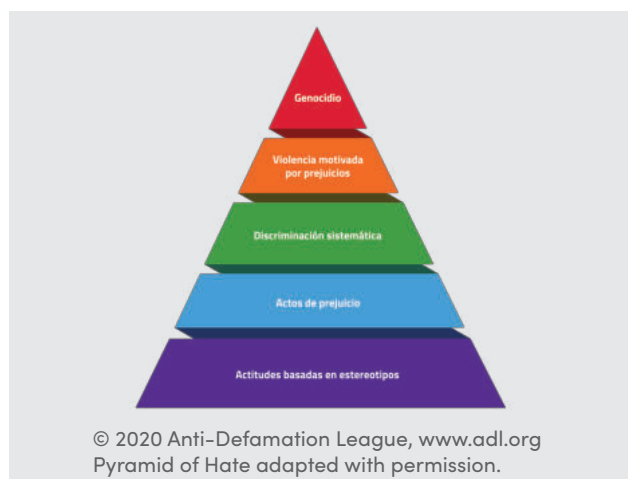 Genocidio
Violencia motivada
por prejuicios
Discriminación sistemática
Actos de prejuicio
Actitudes basadas en estereotipos
© 2020 Anti-Defamation League, www.adl.org
Pyramid of Hate adapted with permission.